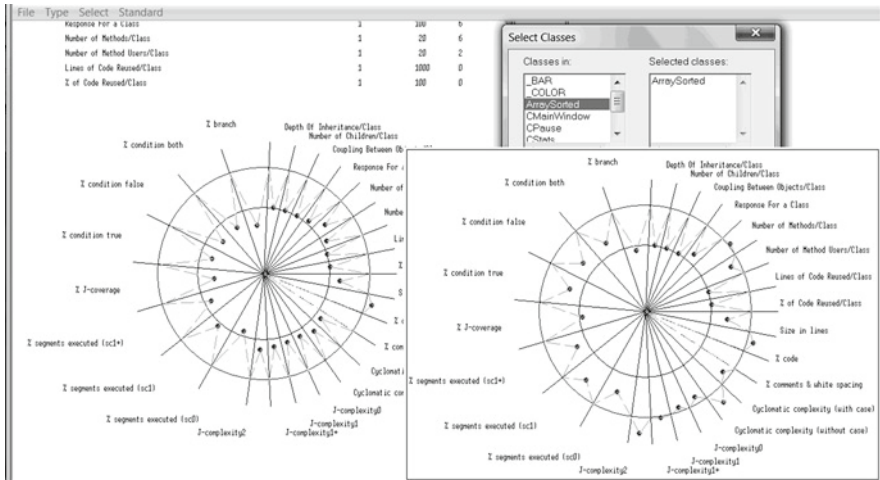 File Type Select Standard
Response For a Class 1 100 6
Number of Methods/Class 1 20 6
Number of Method Users/Class 1 20 2
Lines of Code Reused/Class 1 1000 0
% of Code Reused/Class 1 100 0
Select Classes
Classes in:
Selected classes:
_BAR
_COLOR
ArraySorted
CMainWindow
CPause
CStats
ArraySorted
% branch
% condition both
% condition false
% condition true
% J-coverage
% segments executed (sc1+)
% segments executed (sc1)
% segments executed (sc0)
J-complexity2
J-complexity1+
J-complexity1
J-complexity0
Cyclomatic com
Cyclomatic
% com
% c
S
%
Lin
Numb
Number of
Response For a
Coupling Between Ob
Number of Children/Class
Depth Of Inheritance/Class
% branch
% condition both
% condition false
% condition true
% J-coverage
% segments executed (sc1+)
% segments executed (sc1)
% segments executed (sc0)
J-complexity2
J-complexity1+
J-complexity1
J-complexity0
Cyclomatic complexity (without case)
Cyclomatic complexity (with case)
% comments & white spacing
% code
Size in lines
% of Code Reused/Class
Lines of Code Reused/Class
Number of Method Users/Class
Number of Methods/Class
Response For a Class
Coupling Between Objects/Class
Number of Children/Class
Depth Of Inheritance/Class